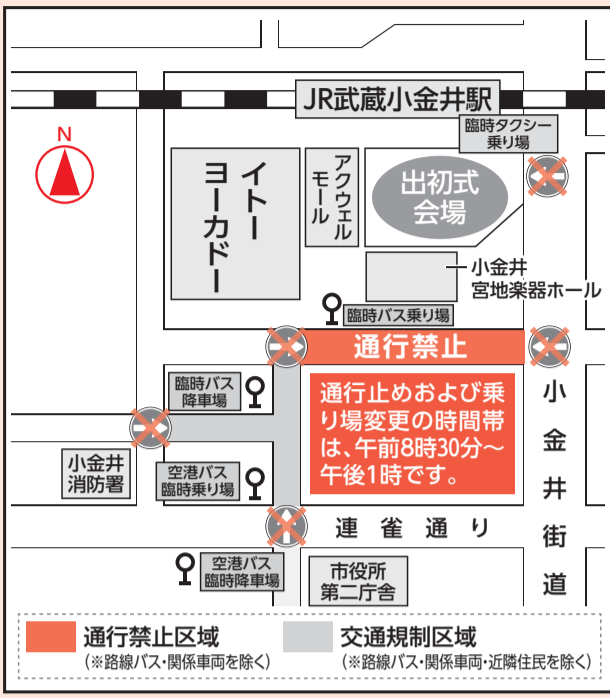 JR武蔵小金井駅
N
臨時タクシー
乗り場
イトー
ヨーカドー
アクウェル
モール
出初式
会場
小金井
宮地楽器ホール
臨時バス乗り場
通行禁止
臨時バス
降車場
通行止めおよび乗
り場変更の時間帯
は、午前8時30分～
午後1時です。
小金井街道
小金井
消防署
空港バス
臨時乗り場
連雀通り
空港バス
臨時降車場
市役所
第二庁舎
通行禁止区域
(※路線バス・関係車両を除く)
交通規制区域
(※路線バス・関係車両・近隣住民を除く)